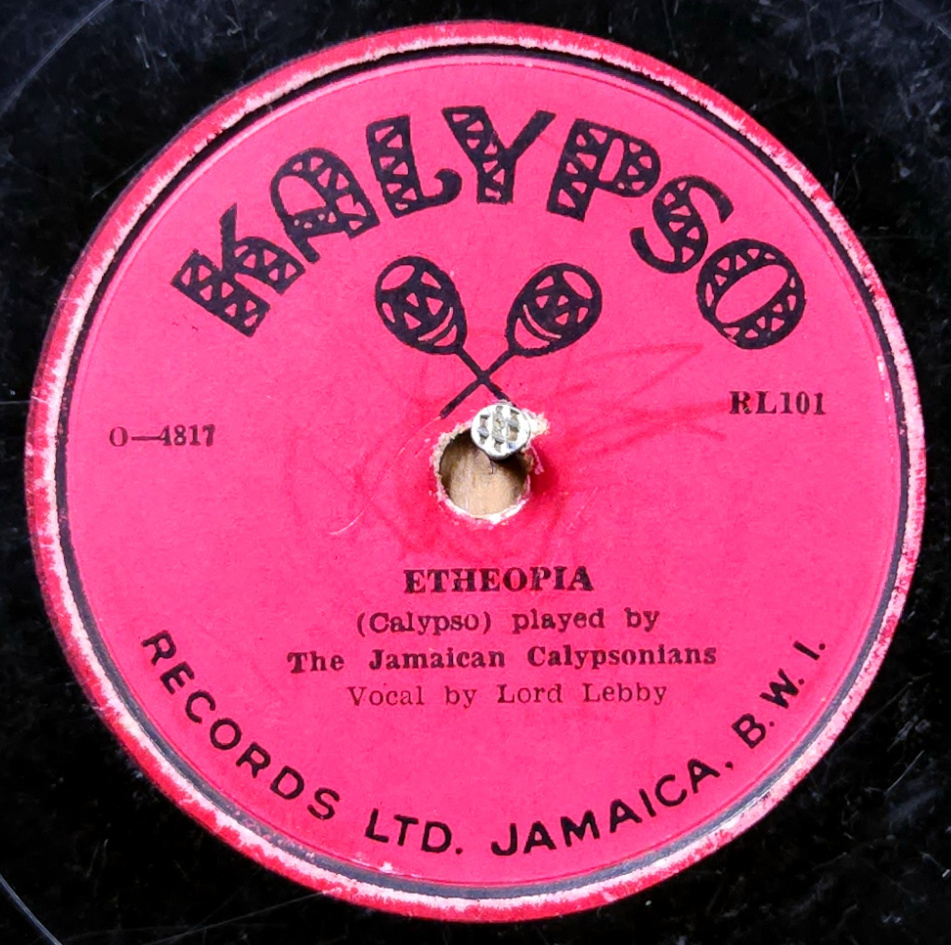 KALYPSO
O—4817
RL101
ETHEOPIA
(Calypso) played by
The Jamaican Calypsonians
Vocal by Lord Lebby
RECORDS LTD. JAMAICA, B.W.I.